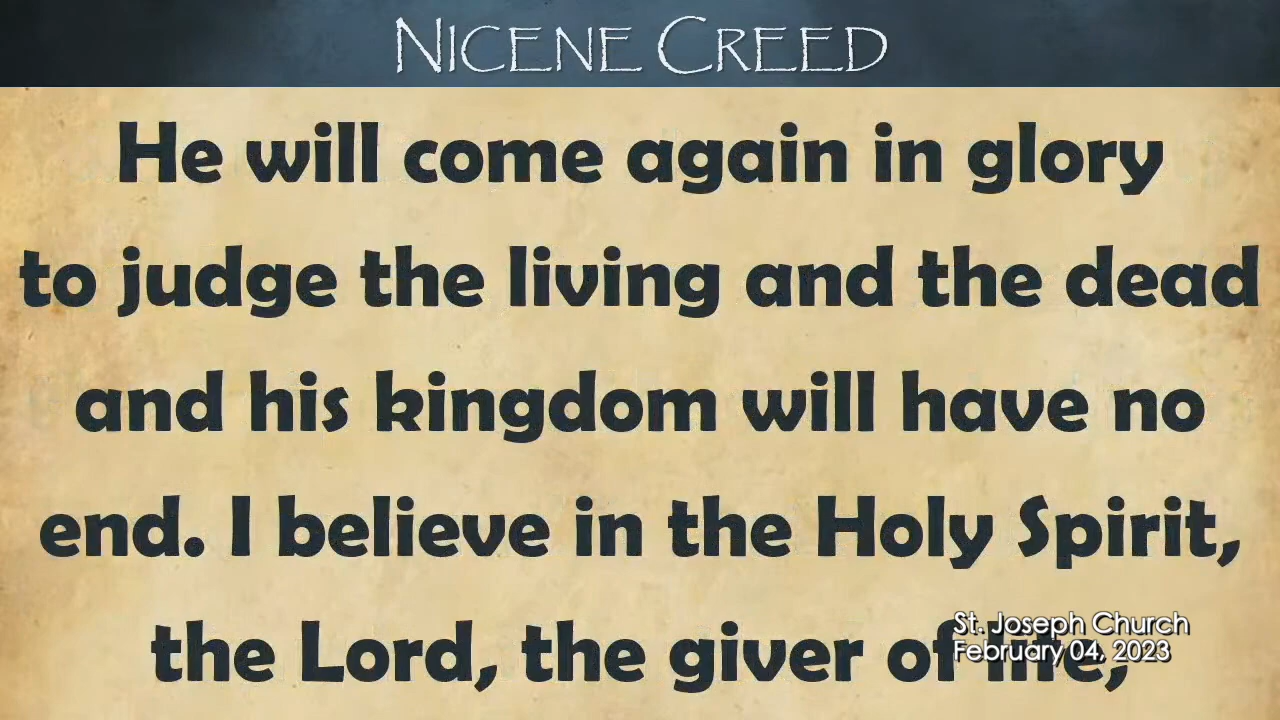 NICENE CREED
He will come again in glory
to judge the living and the dead
and his kingdom will have no
end. I believe in the Holy Spirit,
the Lord, the giver of life,
St. Joseph Church
February 04, 2023